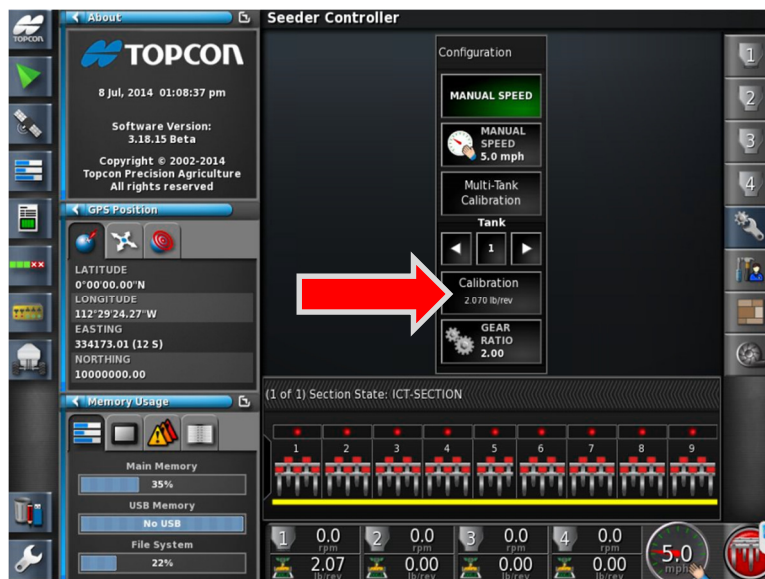 TOPCON
About
TOPCON
8 Jul, 2014 01:08:37 pm
Software Version:
3.18.15 Beta
Copyright © 2002-2014
Topcon Precision Agriculture
All rights reserved
GPS Position
LATITUDE
0°00'00.00"N
LONGITUDE
112°29'24.27"W
EASTING
334173.01 (12 S)
NORTHING
10000000.00
Memory Usage
Main Memory
35%
USB Memory
No USB
File System
22%
Seeder Controller
Configuration
MANUAL SPEED
MANUAL
SPEED
5.0 mph
Multi-Tank
Calibration
Tank
1
Calibration
2.070 lb/rev
GEAR
RATIO
2.00
1
2
3
4
(1 of 1) Section State: ICT-SECTION
1 2 3 4 5 6 7 8 9
1 0.0 2 0.0 3 0.0 4 0.0
rpm rpm rpm rpm
2.07 0.00 0.00 0.00
lb/rev lb/rev lb/rev lb/rev
5.0
mph